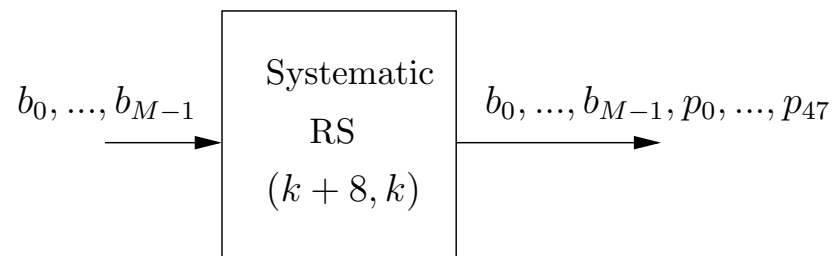 Systematic
b_0, ..., b_{M−1}
RS
(k + 8, k)
b_0, ..., b_{M−1}, p_0, ..., p_{47}